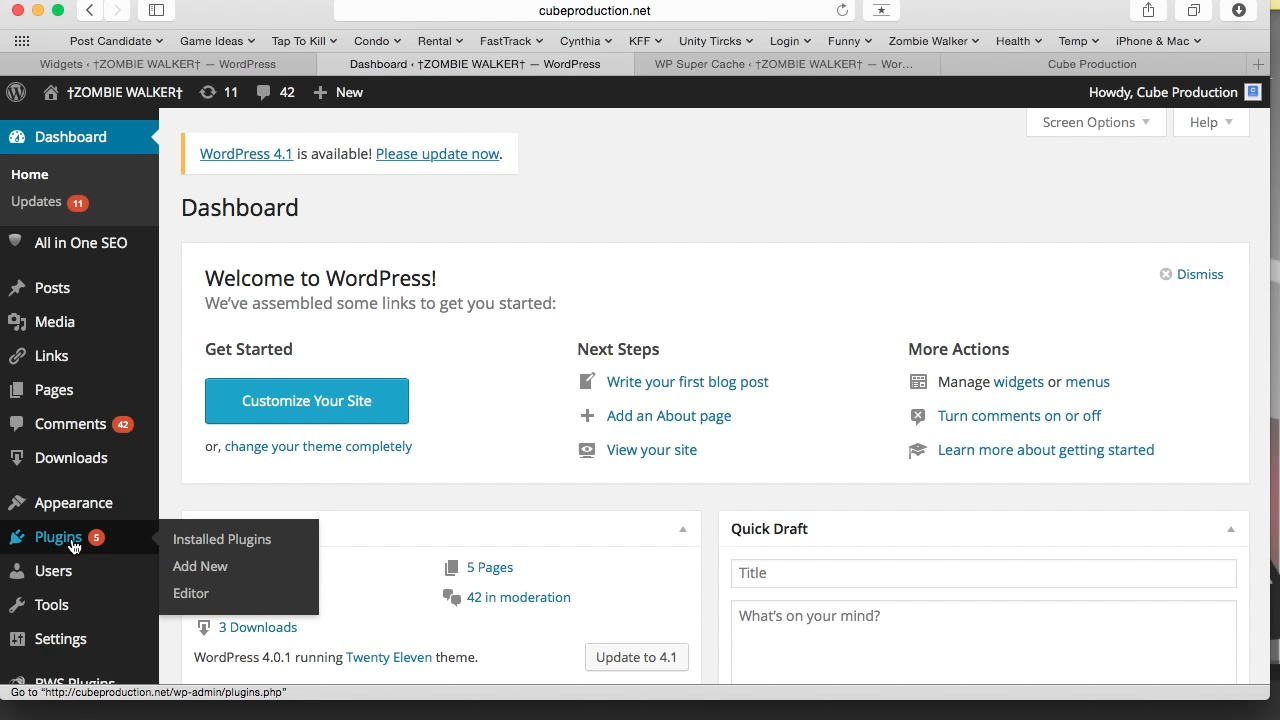 cubeproduction.net
Post Candidate Game Ideas Tap To Kill Condo Rental FastTrack Cynthia KFF Unity Tircks Login Funny Zombie Walker Health Temp iPhone & Mac
Widgets ‹ †ZOMBIE WALKER† — WordPress
Dashboard ‹ †ZOMBIE WALKER† — WordPress
WP Super Cache ‹ †ZOMBIE WALKER† — Wor...
Cube Production
†ZOMBIE WALKER† 11 42 + New
Howdy, Cube Production
Screen Options
Help
Dashboard
Home
Updates 11
All in One SEO
Posts
Media
Links
Pages
Comments 42
Downloads
Appearance
Plugins 5
Users
Tools
Settings
Installed Plugins
Add New
Editor
WordPress 4.1 is available! Please update now.
Dashboard
Welcome to WordPress!
We've assembled some links to get you started:
Dismiss
Get Started
Customize Your Site
or, change your theme completely
Next Steps
Write your first blog post
Add an About page
View your site
More Actions
Manage widgets or menus
Turn comments on or off
Learn more about getting started
5 Pages
42 in moderation
3 Downloads
WordPress 4.0.1 running Twenty Eleven theme.
Update to 4.1
Quick Draft
Title
What's on your mind?
BWS Plugins
Go to "http://cubeproduction.net/wp-admin/plugins.php"